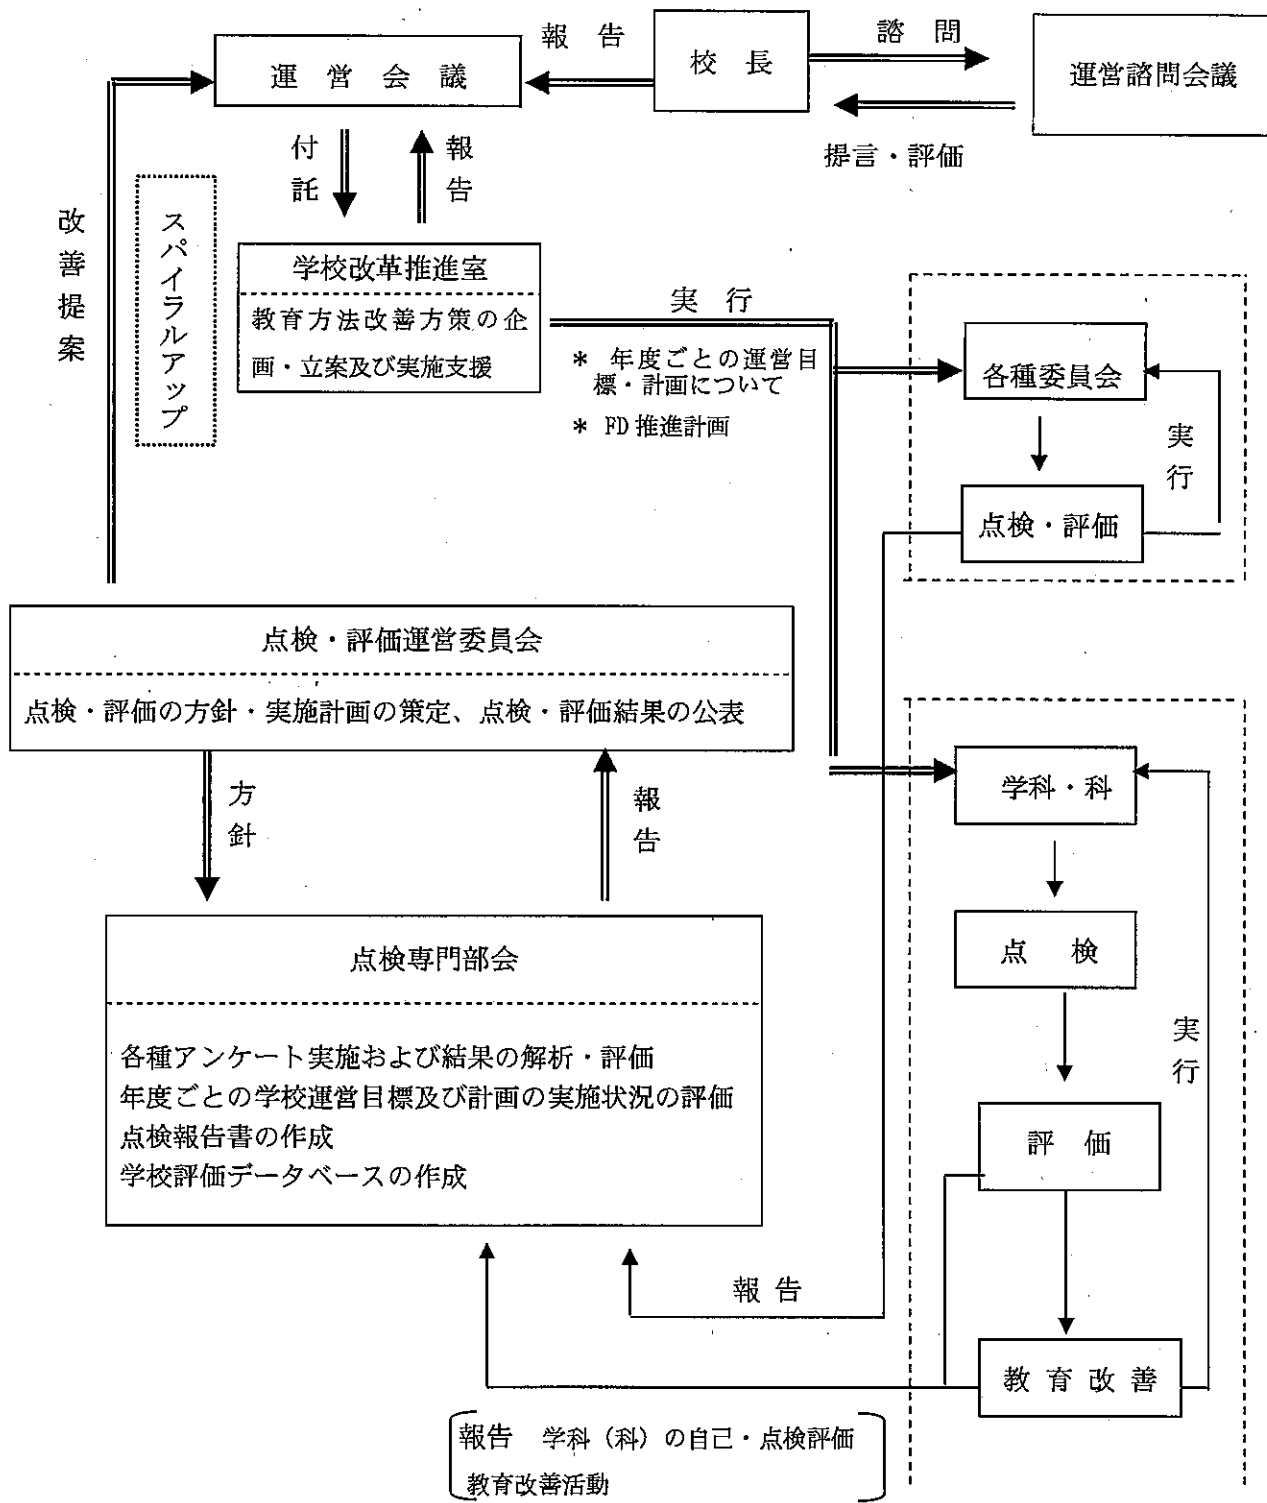 報 告
諮 問
運 営 会 議
校 長
運営諮問会議
提言・評価
付託
報告
改善提案
スパイラルアップ
学校改革推進室
教育方法改善方策の企
画・立案及び実施支援
実 行
* 年度ごとの運営目
標・計画について
* FD 推進計画
各種委員会
実行
点検・評価
点検・評価運営委員会
点検・評価の方針・実施計画の策定、点検・評価結果の公表
方針
報告
学科・科
点検専門部会
点 検
各種アンケート実施および結果の解析・評価
年度ごとの学校運営目標及び計画の実施状況の評価
点検報告書の作成
学校評価データベースの作成
実行
評 価
報 告
教 育 改 善
報告 学科（科）の自己・点検評価
教育改善活動